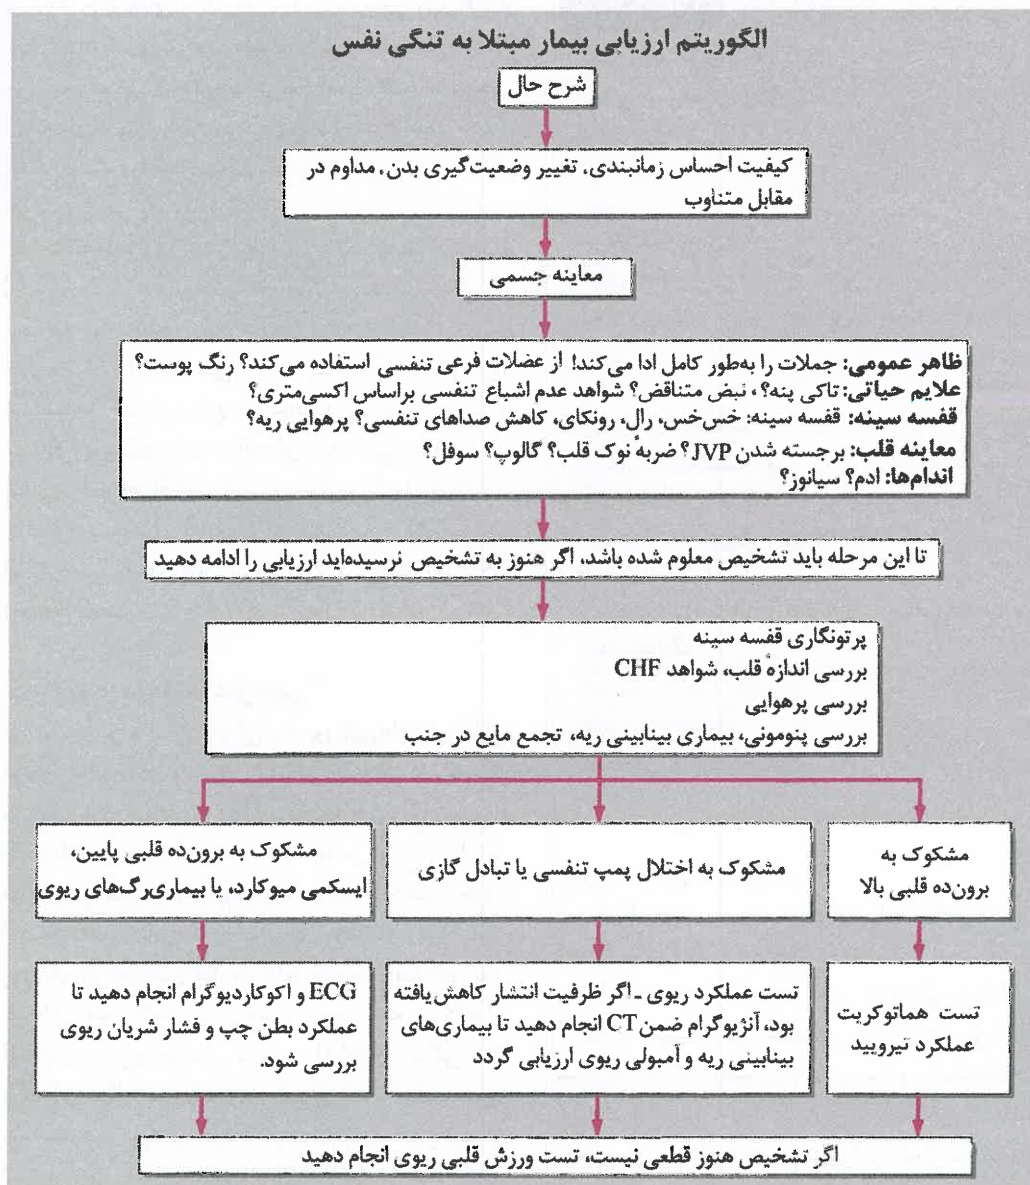 الگوریتم ارزیابی بیمار مبتلا به تنگی نفس
شرح حال
کیفیت احساس زمانبندی، تغییر وضعیت‌گیری بدن، مداوم در
مقابل متناوب
معاینه جسمی
ظاهر عمومی: جملات را به‌طور کامل ادا می‌کند! از عضلات فرعی تنفسی استفاده می‌کند؟ رنگ پوست؟
علایم حیاتی: تاکی پنه؟، نبض متناقض؟ شواهد عدم اشباع تنفسی براساس اکسی‌متری؟
قفسه سینه: قفسه سینه: خس‌خس، رال، رونکای، کاهش صداهای تنفسی؟ پرهوایی ریه؟
معاینه قلب: برجسته شدن JVP؟ ضربهٔ نوک قلب؟ گالوپ؟ سوفل؟
اندام‌ها: ادم؟ سیانوز؟
تا این مرحله باید تشخیص معلوم شده باشد، اگر هنوز به تشخیص نرسیده‌اید ارزیابی را ادامه دهید
پرتونگاری قفسه سینه
بررسی اندازهٔ قلب، شواهد CHF
بررسی پرهوایی
بررسی پنومونی، بیماری بینابینی ریه، تجمع مایع در جنب
مشکوک به
برون‌ده قلبی بالا
مشکوک به اختلال پمپ تنفسی یا تبادل گازی
مشکوک به برون‌ده قلبی پایین،
ایسکمی میوکارد، یا بیماری‌رگ‌های ریوی
تست هماتوکریت
عملکرد تیرویید
تست عملکرد ریوی ـ اگر ظرفیت انتشار کاهش‌یافته
بود، آنژیوگرام ضمن CT انجام دهید تا بیماری‌های
بینابینی ریه و آمبولی ریوی ارزیابی گردد
ECG و اکوکاردیوگرام انجام دهید تا
عملکرد بطن چپ و فشار شریان ریوی
بررسی شود.
اگر تشخیص هنوز قطعی نیست، تست ورزش قلبی ریوی انجام دهید